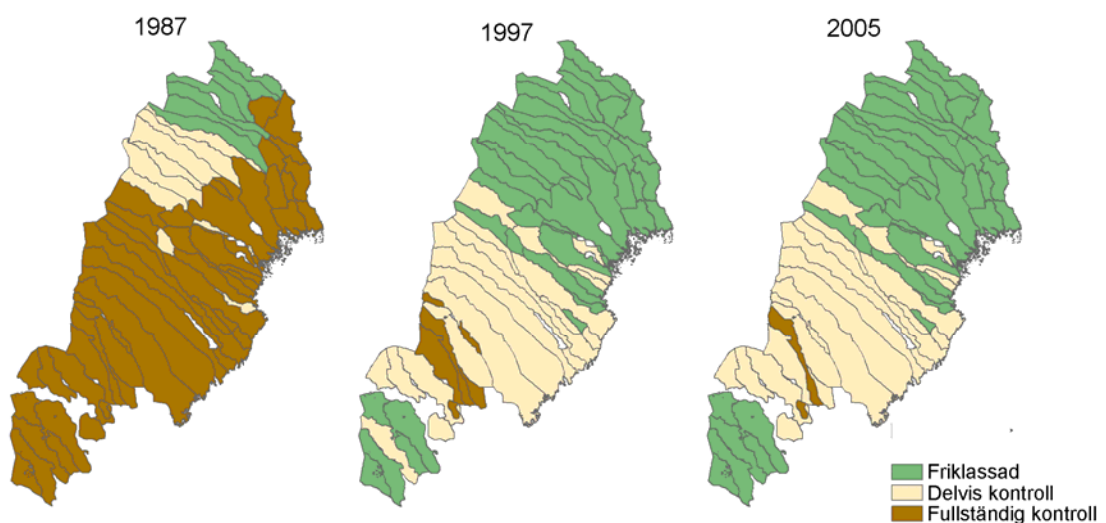 1987
1997
2005
Friklassad
Delvis kontroll
Fullständig kontroll